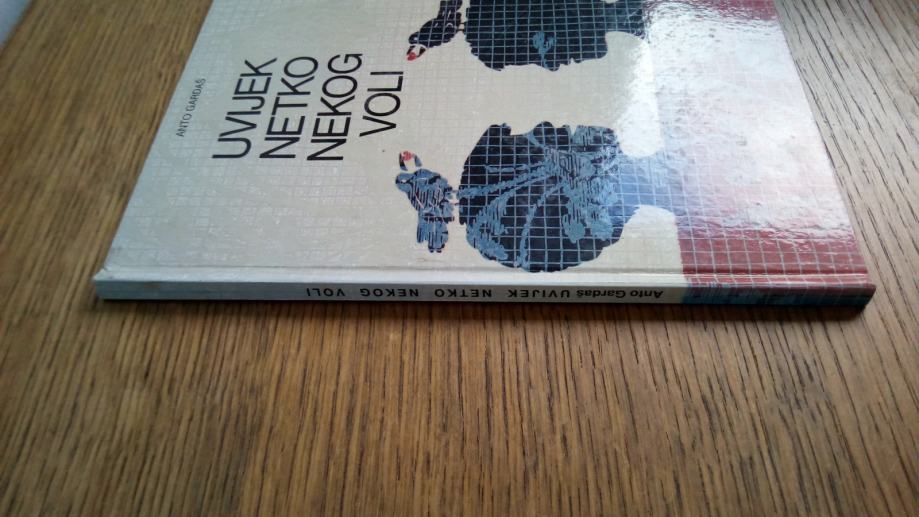 ANTO GARDAŠ
UVIJEK
NETKO
NEKOG
VOLI
Anto Gardaš UVIJEK NETKO NEKOG VOLI